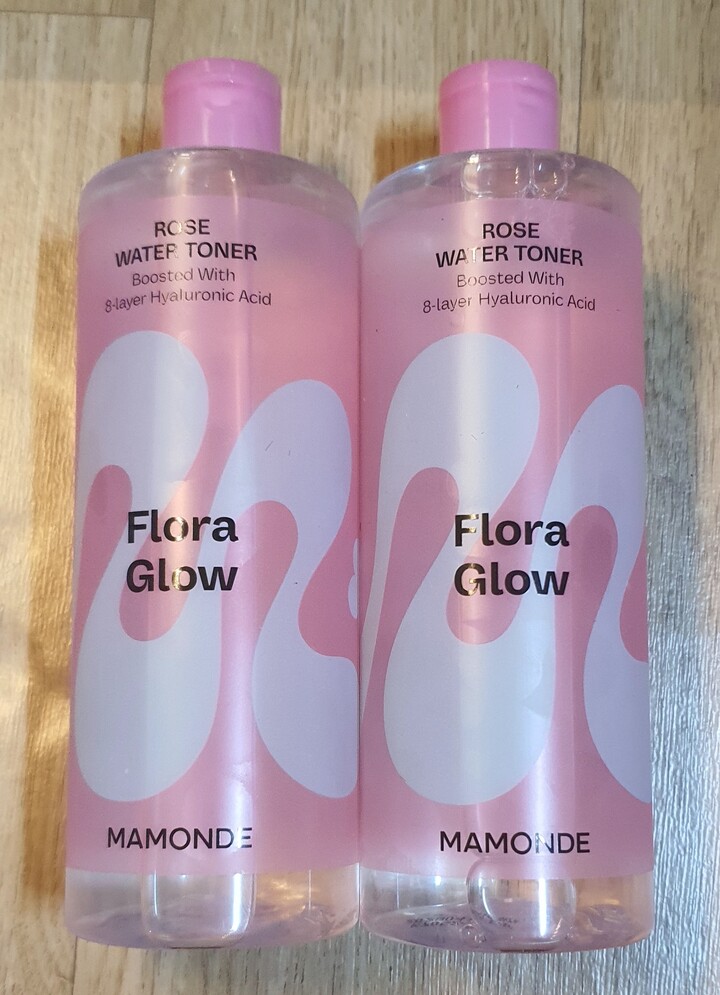 ROSE
WATER TONER
Boosted With
8-layer Hyaluronic Acid
Flora
Glow
MAMONDE
ROSE
WATER TONER
Boosted With
8-layer Hyaluronic Acid
Flora
Glow
MAMONDE